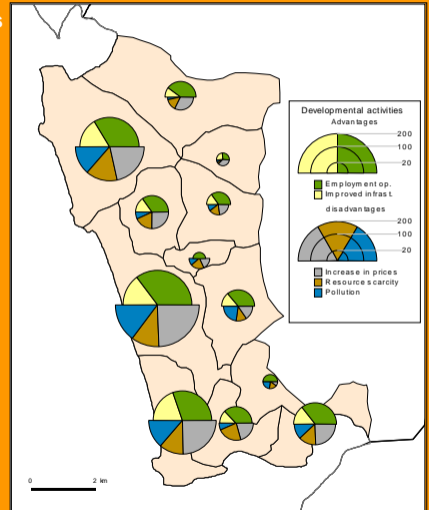 s
Developmental activities
Advantages
200
100
20
Employment op.
Improved infrast.
disadvantages
200
100
20
Increase in prices
Resource scarcity
Pollution
0 2 km